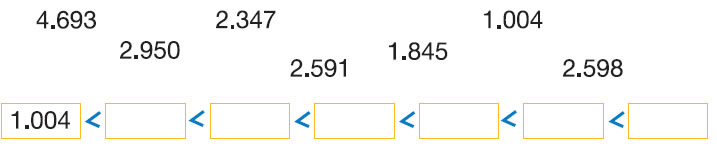 4.693 2.347 1.004
2.950 1.845
2.591 2.598
1.004 < < < < < <